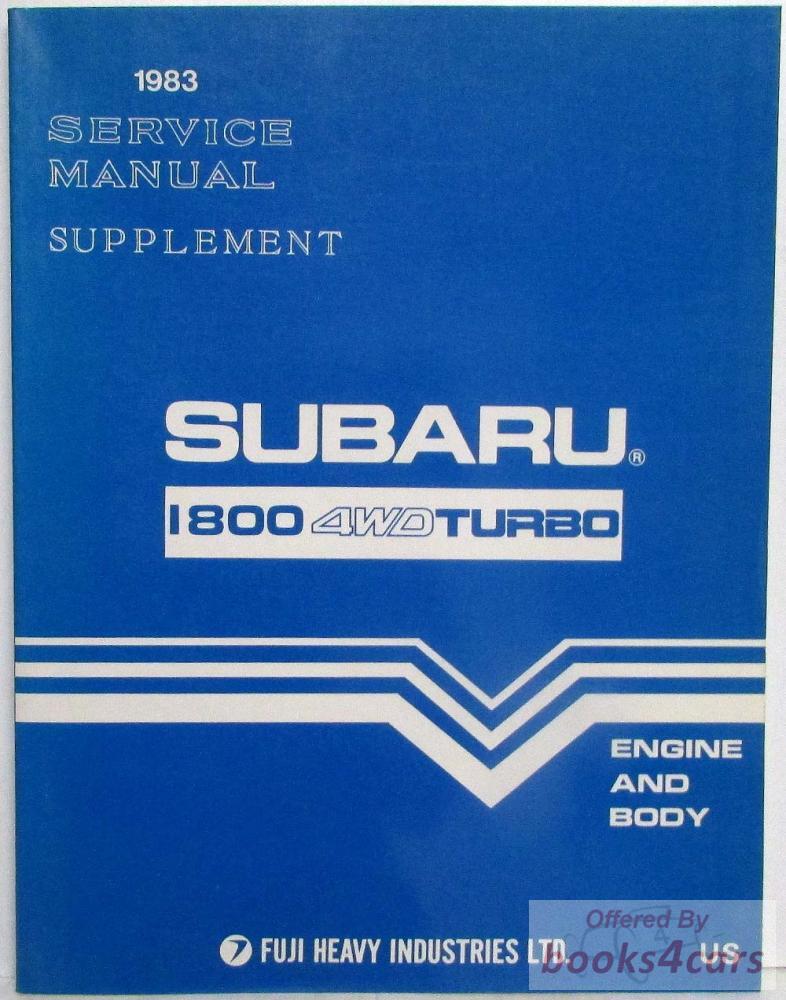 1983
SERVICE
MANUAL
SUPPLEMENT
SUBARU®
1800 4WD TURBO
ENGINE
AND
BODY
FUJI HEAVY INDUSTRIES LTD.
US
Offered By
books4cars